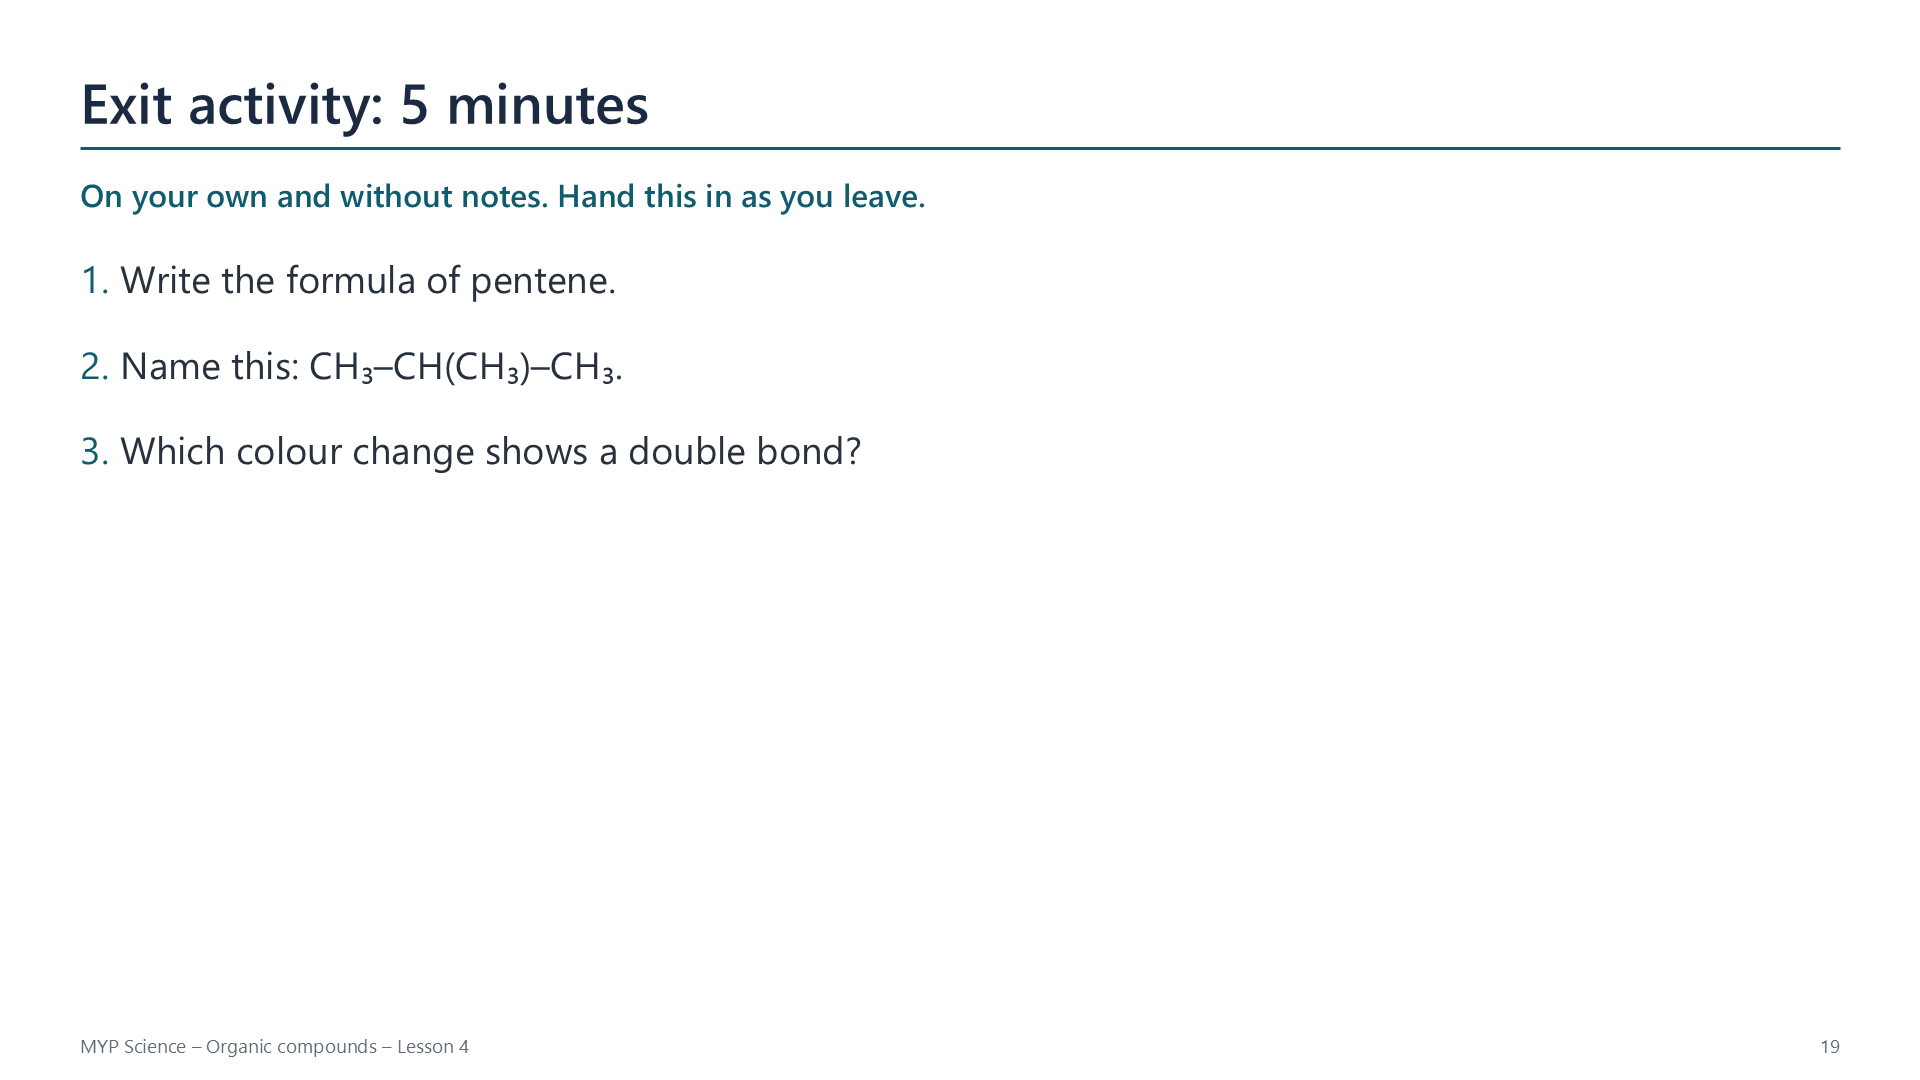 Exit activity: 5 minutes
On your own and without notes. Hand this in as you leave.
1. Write the formula of pentene.
2. Name this: CH₃–CH(CH₃)–CH₃.
3. Which colour change shows a double bond?
MYP Science – Organic compounds – Lesson 4
19